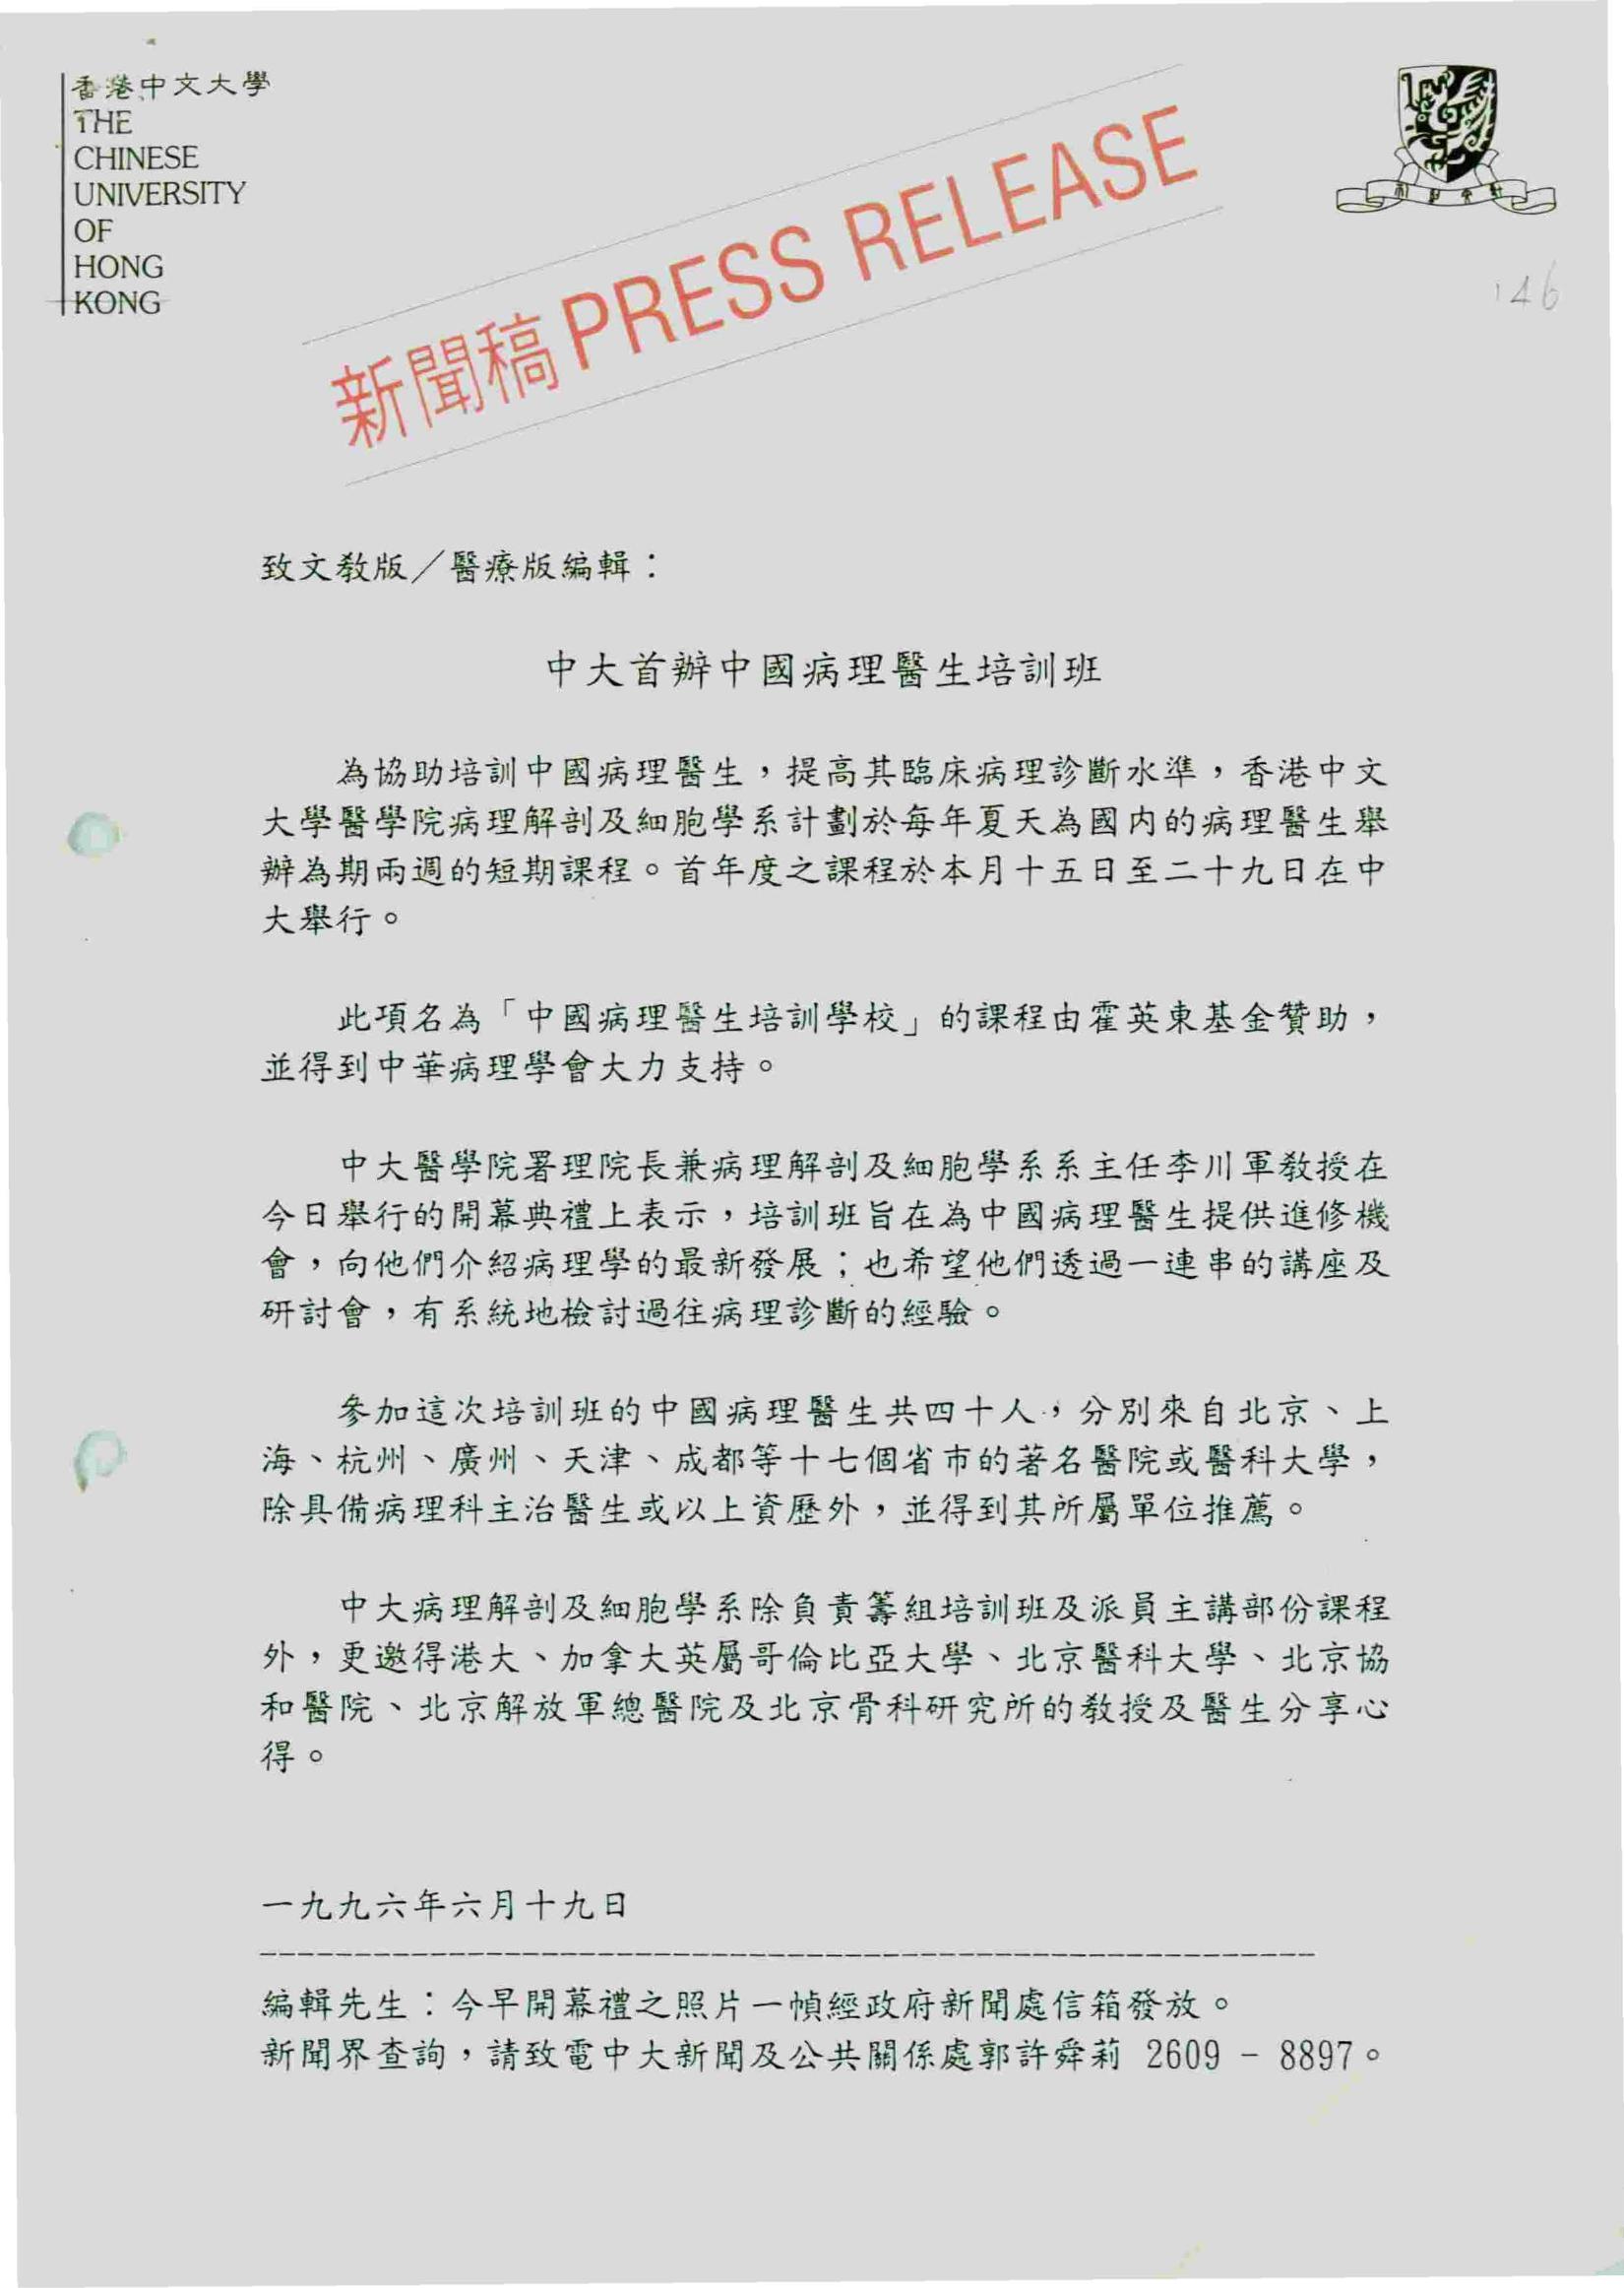 香港中文大學
THE
CHINESE
UNIVERSITY
OF
HONG
KONG
新聞稿 PRESS RELEASE
146
致文教版／醫療版編輯：
中大首辦中國病理醫生培訓班
為協助培訓中國病理醫生，提高其臨床病理診斷水準，香港中文
大學醫學院病理解剖及細胞學系計劃於每年夏天為國内的病理醫生舉
辦為期兩週的短期課程。首年度之課程於本月十五日至二十九日在中
大舉行。
此項名為「中國病理醫生培訓學校」的課程由霍英東基金贊助，
並得到中華病理學會大力支持。
中大醫學院署理院長兼病理解剖及細胞學系系主任李川軍教授在
今日舉行的開幕典禮上表示，培訓班旨在為中國病理醫生提供進修機
會，向他們介紹病理學的最新發展；也希望他們透過一連串的講座及
研討會，有系統地檢討過往病理診斷的經驗。
參加這次培訓班的中國病理醫生共四十人，分別來自北京、上
海、杭州、廣州、天津、成都等十七個省市的著名醫院或醫科大學，
除具備病理科主治醫生或以上資歷外，並得到其所屬單位推薦。
中大病理解剖及細胞學系除負責籌組培訓班及派員主講部份課程
外，更邀得港大、加拿大英屬哥倫比亞大學、北京醫科大學、北京協
和醫院、北京解放軍總醫院及北京骨科研究所的教授及醫生分享心
得。
一九九六年六月十九日
編輯先生：今早開幕禮之照片一幀經政府新聞處信箱發放。
新聞界查詢，請致電中大新聞及公共關係處郭許舜莉 2609 - 8897。